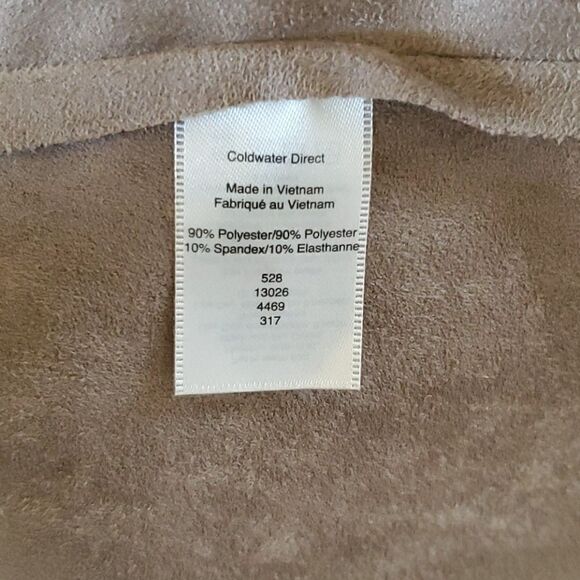 Coldwater Direct
Made in Vietnam
Fabriqué au Vietnam
90% Polyester/90% Polyester
10% Spandex/10% Elasthanne
528
13026
4469
317